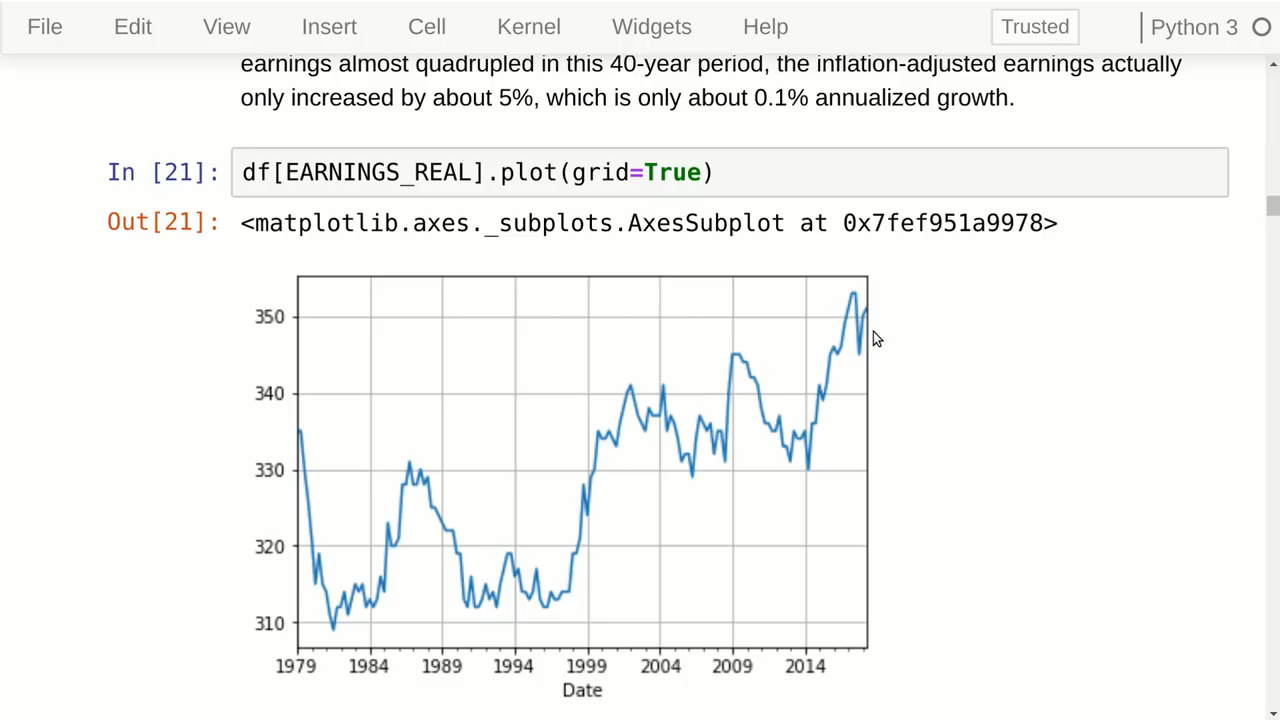 File Edit View Insert Cell Kernel Widgets Help Trusted Python 3
earnings almost quadrupled in this 40-year period, the inflation-adjusted earnings actually
only increased by about 5%, which is only about 0.1% annualized growth.
In [21]: df[EARNINGS_REAL].plot(grid=True)
Out[21]: <matplotlib.axes._subplots.AxesSubplot at 0x7fef951a9978>
350
340
330
320
310
1979 1984 1989 1994 1999 2004 2009 2014
Date